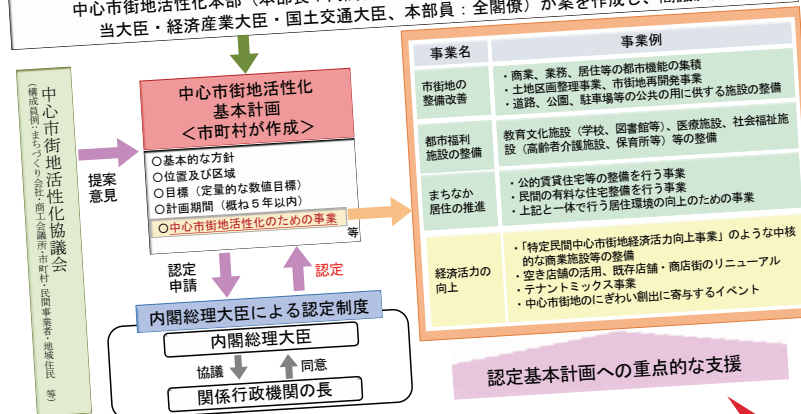 中心市街地活性化本部（本部長：内閣
当大臣・経済産業大臣・国土交通大臣、本部員：全閣僚）が案を作成し、閣議
中心市街地活性化協議会
（構成員例：まちづくり会社・商工会議所・市町村・民間事業者・地域住民　等）
提案
意見
中心市街地活性化
基本計画
＜市町村が作成＞
○基本的な方針
○位置及び区域
○目標（定量的な数値目標）
○計画期間（概ね５年以内）
○中心市街地活性化のための事業
等
認定
申請
認定
内閣総理大臣による認定制度
内閣総理大臣
協議
同意
関係行政機関の長
事業名
事業例
市街地の
整備改善
・商業、業務、居住等の都市機能の集積
・土地区画整理事業、市街地再開発事業
・道路、公園、駐車場等の公共の用に供する施設の整備
都市福利
施設の整備
教育文化施設（学校、図書館等）、医療施設、社会福祉施
設（高齢者介護施設、保育所等）等の整備
まちなか
居住の推進
・公的賃貸住宅等の整備を行う事業
・民間の有料な住宅整備を行う事業
・上記と一体で行う居住環境の向上のための事業
経済活力の
向上
・「特定民間中心市街地経済活力向上事業」のような中核
的な商業施設等の整備
・空き店舗の活用、既存店舗・商店街のリニューアル
・テナントミックス事業
・中心市街地のにぎわい創出に寄与するイベント
認定基本計画への重点的な支援